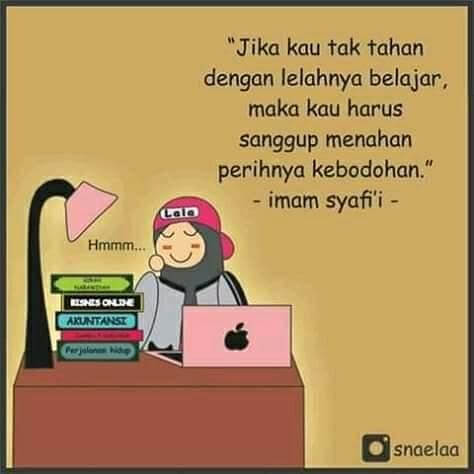 "Jika kau tak tahan
dengan lelahnya belajar,
maka kau harus
sanggup menahan
perihnya kebodohan."
- imam syafi'i -
Lala
Hmmm...
BISNIS ONLINE
AKUNTANSI
Perjalanan hidup
snaelaa